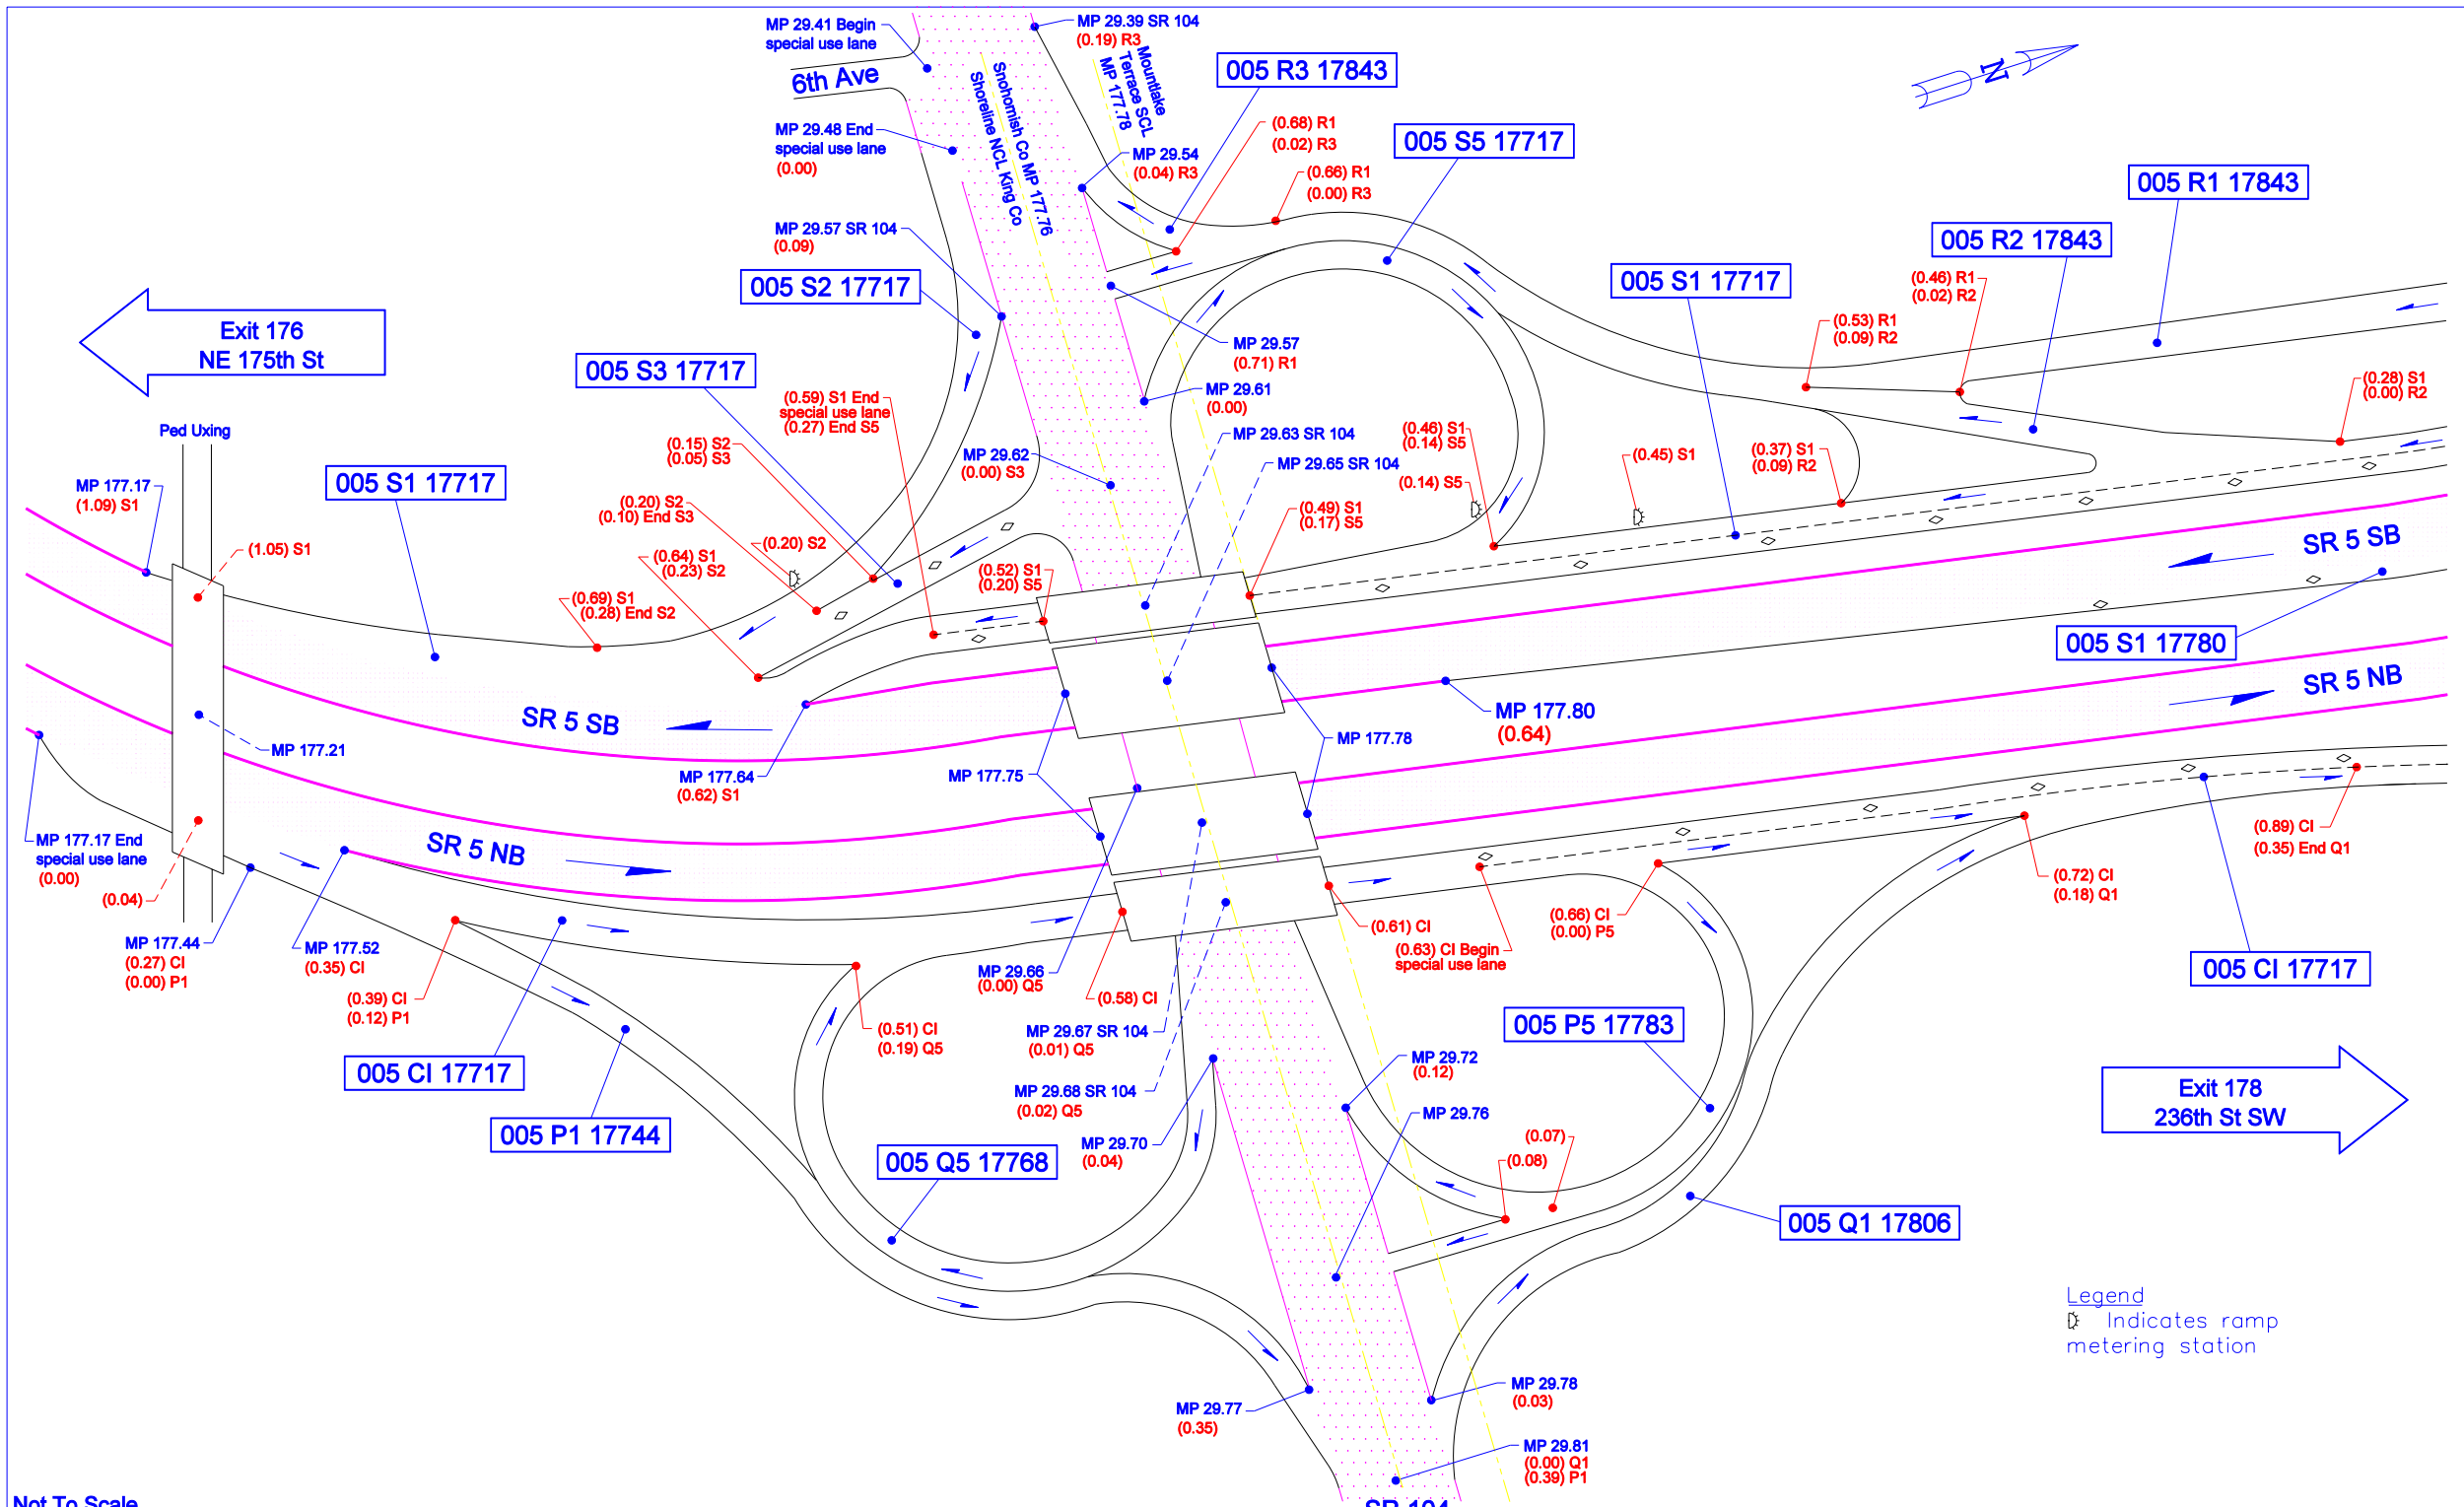 MP 29.41 Begin
special use lane
6th Ave
MP 29.39 SR 104
(0.19) R3
Mountlake
Terrace SCL
MP 177.78
Snohomish Co MP 177.76
Shoreline NCL King Co
005 R3 17843
N
MP 29.48 End
special use lane
(0.00)
MP 29.54
(0.04) R3
(0.68) R1
(0.02) R3
(0.66) R1
(0.00) R3
005 S5 17717
005 R1 17843
005 R2 17843
MP 29.57 SR 104
(0.09)
005 S2 17717
005 S1 17717
(0.46) R1
(0.02) R2
(0.53) R1
(0.09) R2
Exit 176
NE 175th St
005 S3 17717
MP 29.57
(0.71) R1
MP 29.61
(0.00)
(0.28) S1
(0.00) R2
(0.59) S1 End
special use lane
(0.27) End S5
Ped Uxing
(0.15) S2
(0.05) S3
MP 29.62
(0.00) S3
MP 29.63 SR 104
MP 29.65 SR 104
(0.46) S1
(0.14) S5
(0.14) S5
(0.45) S1
(0.37) S1
(0.09) R2
MP 177.17
(1.09) S1
005 S1 17717
(0.20) S2
(0.10) End S3
(0.49) S1
(0.17) S5
(1.05) S1
(0.64) S1
(0.23) S2
(0.20) S2
(0.52) S1
(0.20) S5
SR 5 SB
(0.69) S1
(0.28) End S2
005 S1 17780
SR 5 NB
SR 5 SB
MP 177.80
(0.64)
MP 177.21
MP 177.64
(0.62) S1
MP 177.75
MP 177.78
MP 177.17 End
special use lane
(0.00)
SR 5 NB
(0.04)
(0.89) CI
(0.35) End Q1
(0.72) CI
(0.18) Q1
MP 177.44
(0.27) CI
(0.00) P1
MP 177.52
(0.35) CI
(0.61) CI
(0.66) CI
(0.00) P5
(0.63) CI Begin
special use lane
005 CI 17717
MP 29.66
(0.00) Q5
(0.58) CI
(0.39) CI
(0.12) P1
(0.51) CI
(0.19) Q5
MP 29.67 SR 104
(0.01) Q5
005 P5 17783
005 CI 17717
MP 29.72
(0.12)
MP 29.68 SR 104
(0.02) Q5
MP 29.76
Exit 178
236th St SW
005 P1 17744
005 Q5 17768
MP 29.70
(0.04)
(0.07)
(0.08)
005 Q1 17806
Legend
Indicates ramp
metering station
MP 29.77
(0.35)
MP 29.78
(0.03)
MP 29.81
(0.00) Q1
(0.39) P1
Not To Scale
SR 104